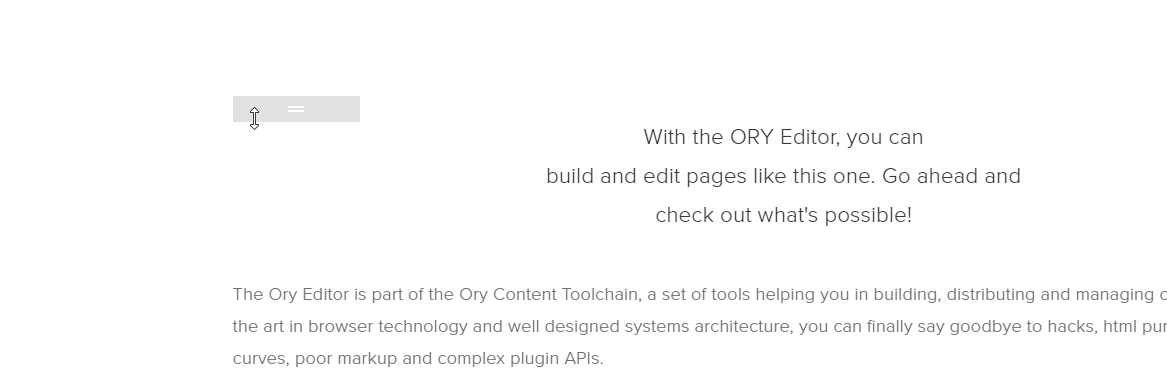 With the ORY Editor, you can
build and edit pages like this one. Go ahead and
check out what's possible!
The Ory Editor is part of the Ory Content Toolchain, a set of tools helping you in building, distributing and managing
the art in browser technology and well designed systems architecture, you can finally say goodbye to hacks, html
curves, poor markup and complex plugin APIs.